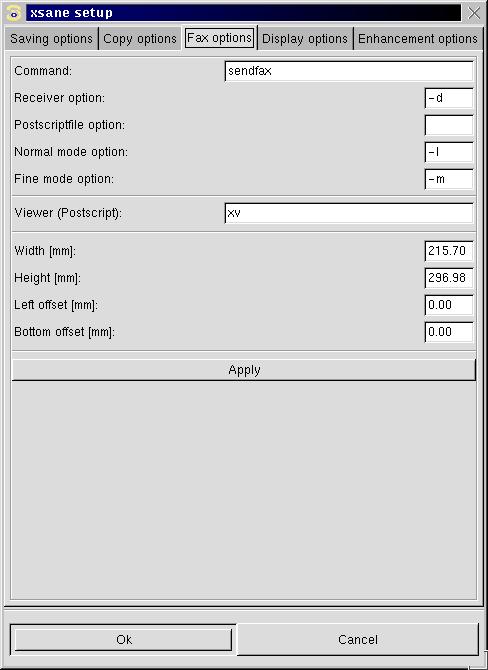 xsane setup
Saving options Copy options Fax options Display options Enhancement options
Command: sendfax
Receiver option: -d
Postscriptfile option:
Normal mode option: -l
Fine mode option: -m
Viewer (Postscript): xv
Width [mm]: 215.70
Height [mm]: 296.98
Left offset [mm]: 0.00
Bottom offset [mm]: 0.00
Apply
Ok Cancel